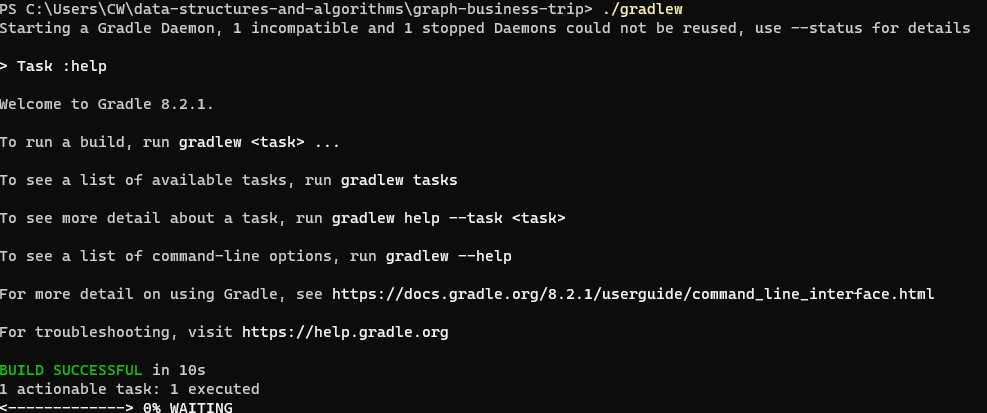 PS C:\Users\CW\data-structures-and-algorithms\graph-business-trip> ./gradlew
Starting a Gradle Daemon, 1 incompatible and 1 stopped Daemons could not be reused, use --status for details
> Task :help
Welcome to Gradle 8.2.1.
To run a build, run gradlew <task> ...
To see a list of available tasks, run gradlew tasks
To see more detail about a task, run gradlew help --task <task>
To see a list of command-line options, run gradlew --help
For more detail on using Gradle, see https://docs.gradle.org/8.2.1/userguide/command_line_interface.html
For troubleshooting, visit https://help.gradle.org
BUILD SUCCESSFUL in 10s
1 actionable task: 1 executed
<-------------> 0% WAITING